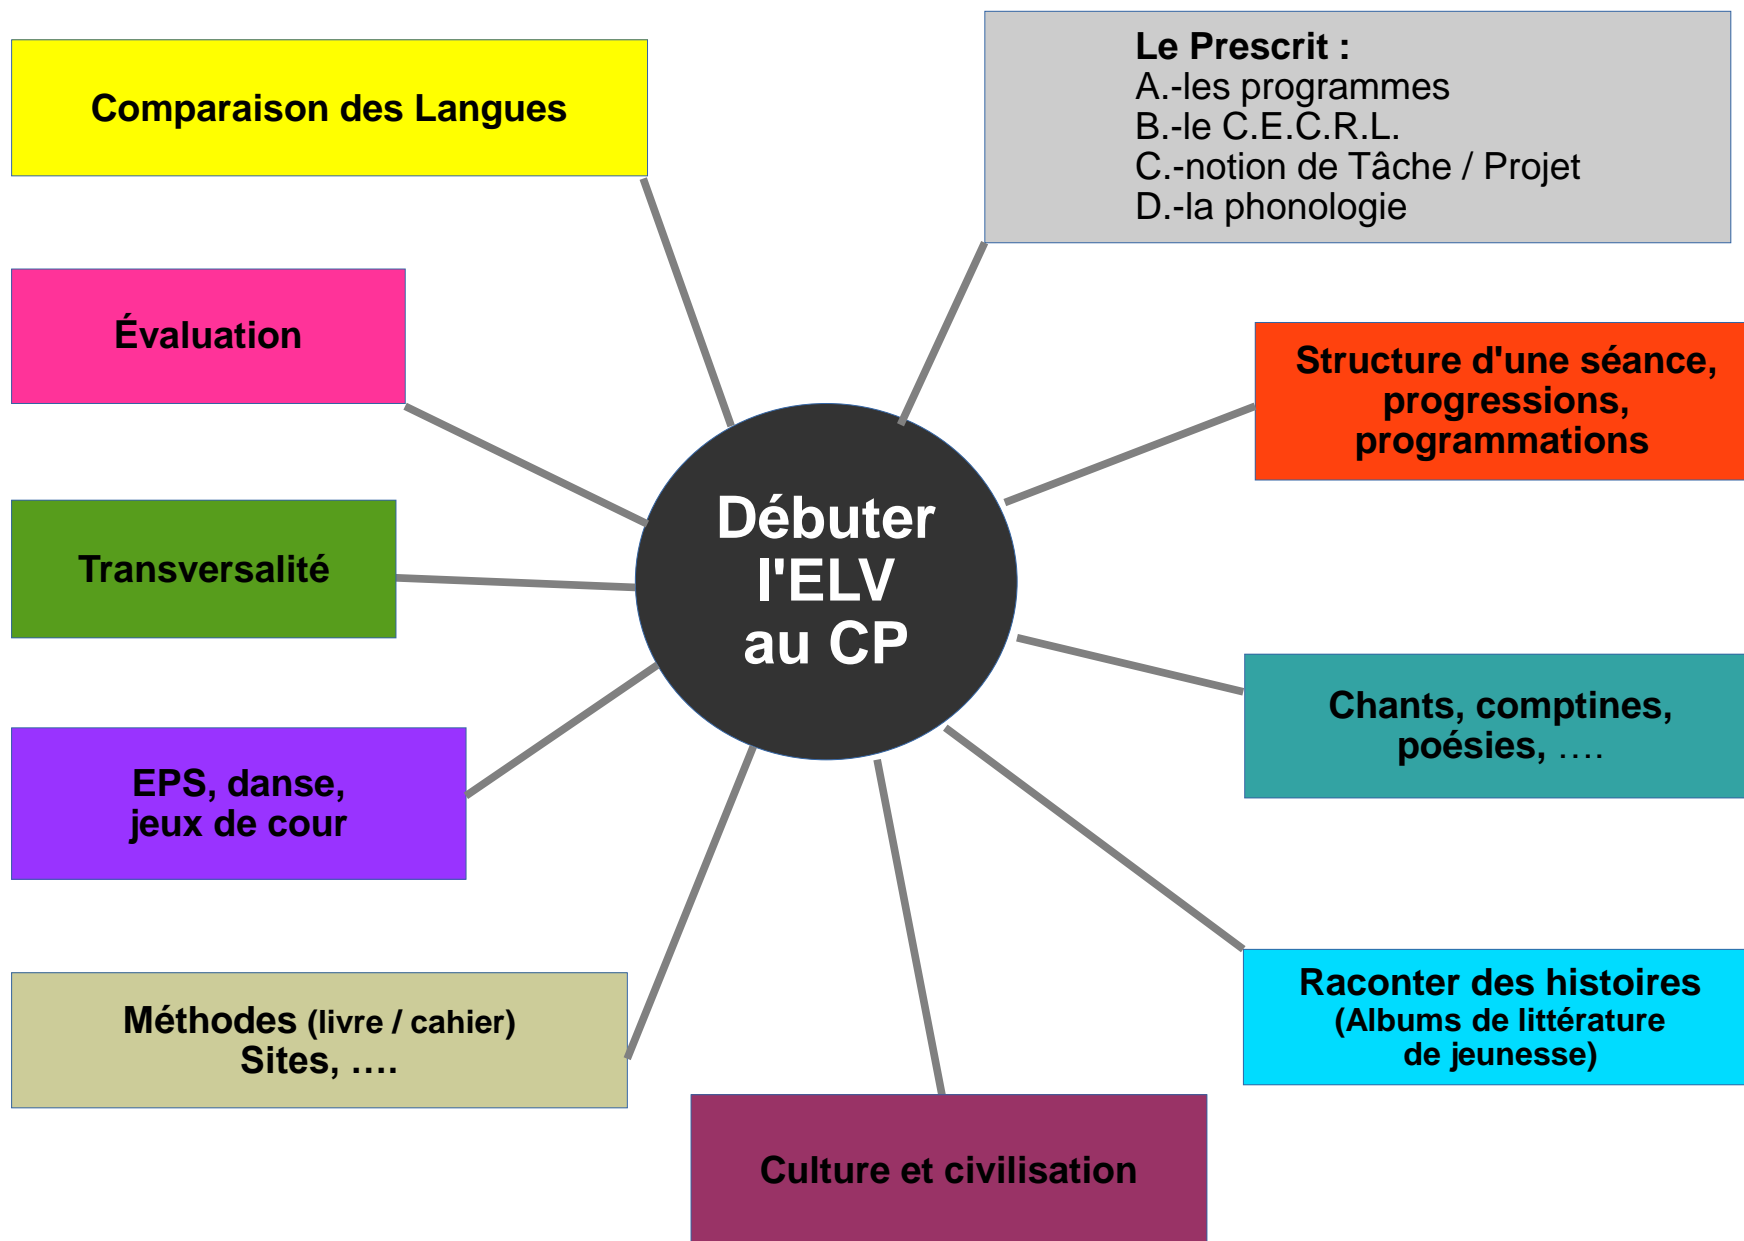 Comparaison des Langues
Le Prescrit :
A.-les programmes
B.-le C.E.C.R.L.
C.-notion de Tâche / Projet
D.-la phonologie
Évaluation
Structure d'une séance,
progressions,
programmations
Débuter
l'ELV
au CP
Transversalité
Chants, comptines,
poésies, ….
EPS, danse,
jeux de cour
Raconter des histoires
(Albums de littérature
de jeunesse)
Méthodes (livre / cahier)
Sites, ….
Culture et civilisation